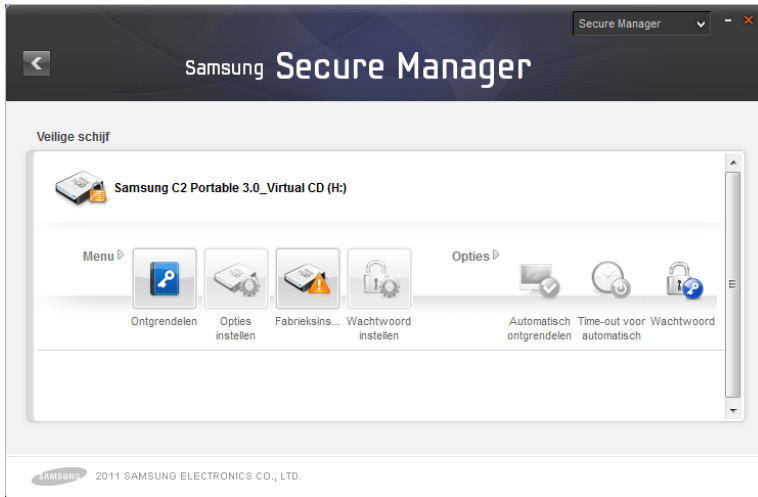 Secure Manager
Samsung Secure Manager
Veilige schijf
Samsung C2 Portable 3.0_Virtual CD (H:)
Menu
Opties
Ontgrendelen
Opties
instellen
Fabrieksins...
Wachtwoord
instellen
Automatisch
ontgrendelen
Time-out voor
automatisch
Wachtwoord
SAMSUNG
2011 SAMSUNG ELECTRONICS CO., LTD.